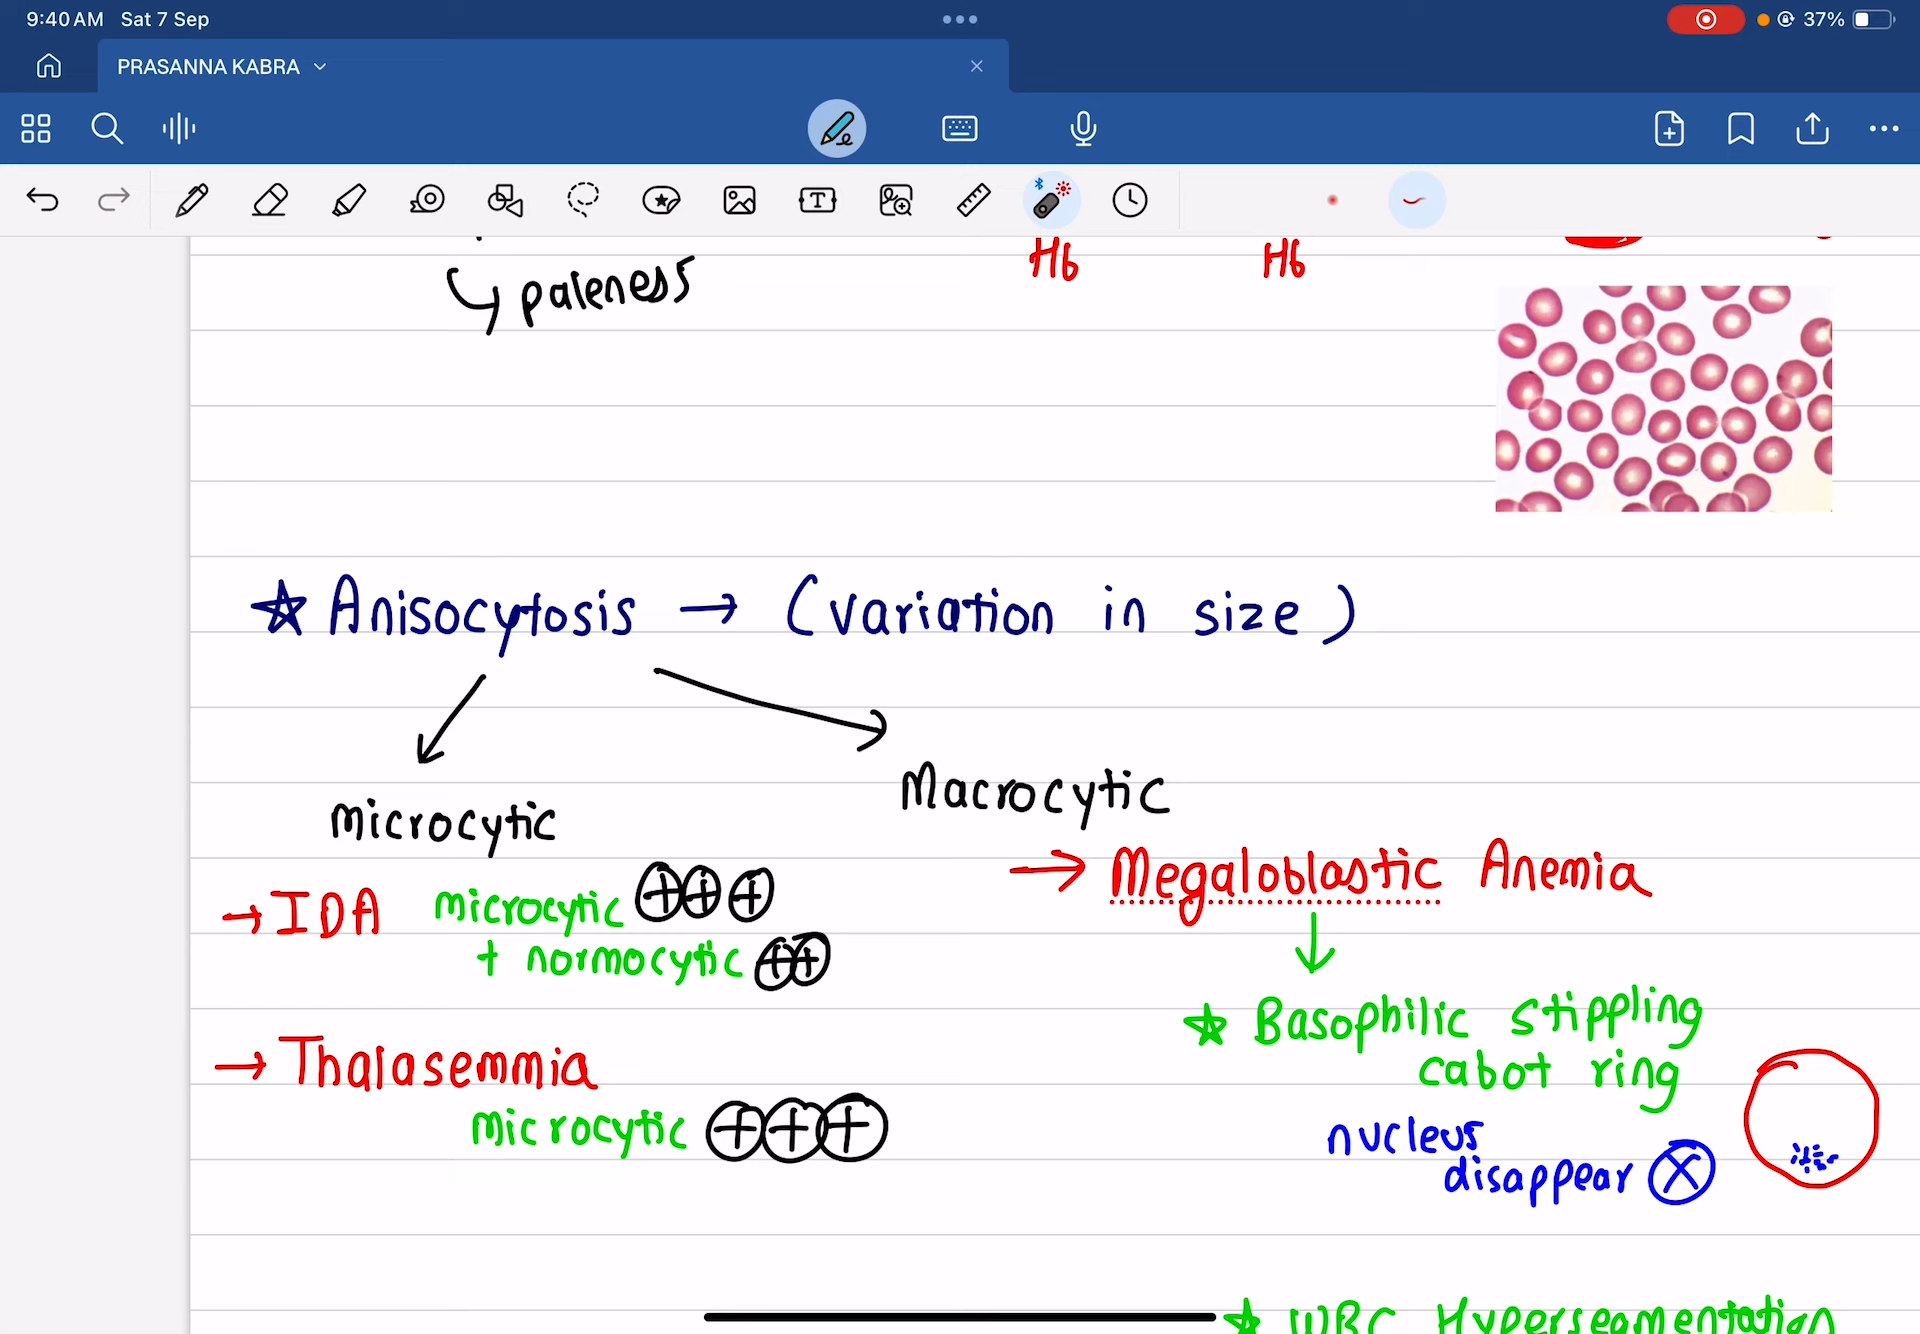 9:40 AM Sat 7 Sep
37%
PRASANNA KABRA
T
Hb Hb
paleness
Anisocytosis → (variation in size)
Microcytic
Macrocytic
→ IDA microcytic +++
+ normocytic ++
→ Megaloblastic Anemia
→ Thalasemmia
microcytic +++
Basophilic stippling
cabot ring
nucleus
disappear X
WBC Hypersegmentation